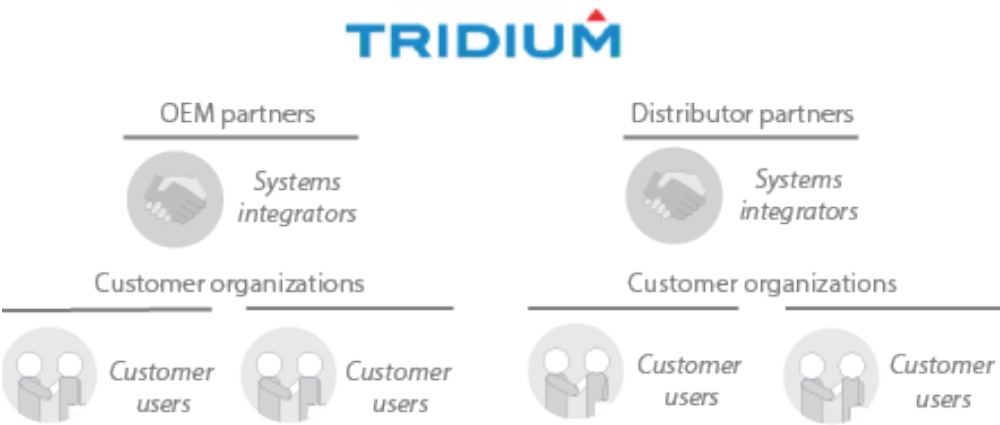 TRIDIUM
OEM partners
Systems
integrators
Customer organizations
Customer
users
Customer
users
Distributor partners
Systems
integrators
Customer organizations
Customer
users
Customer
users